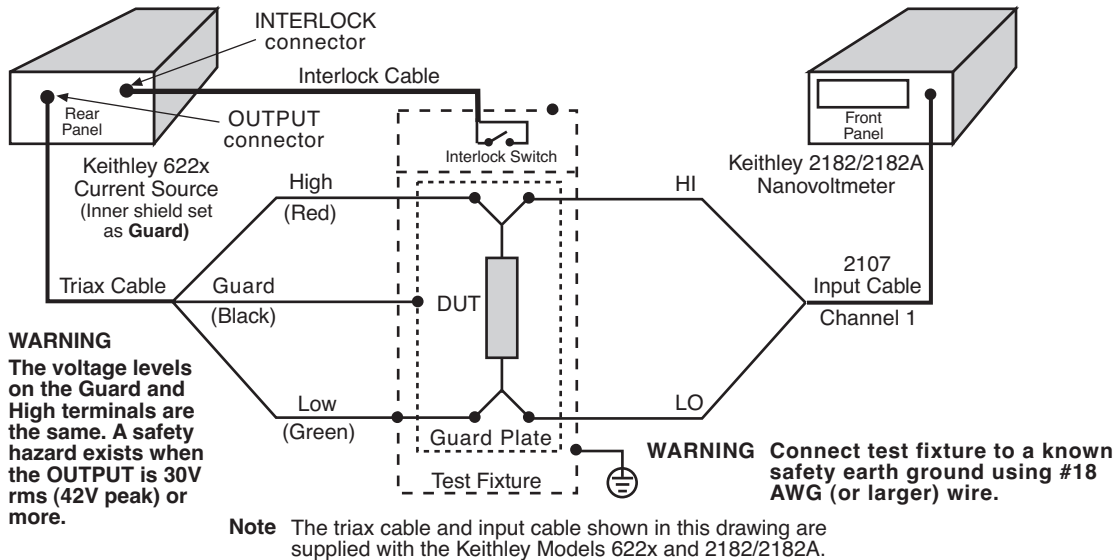 INTERLOCK
connector
Interlock Cable
OUTPUT
connector
Rear
Panel
Keithley 622x
Current Source
(Inner shield set
as Guard)
Interlock Switch
Front
Panel
Keithley 2182/2182A
Nanovoltmeter
High
(Red)
HI
Triax Cable
Guard
(Black)
DUT
2107
Input Cable
Channel 1
Low
(Green)
LO
Guard Plate
Test Fixture
WARNING
The voltage levels
on the Guard and
High terminals are
the same. A safety
hazard exists when
the OUTPUT is 30V
rms (42V peak) or
more.
WARNING Connect test fixture to a known
safety earth ground using #18
AWG (or larger) wire.
Note The triax cable and input cable shown in this drawing are
supplied with the Keithley Models 622x and 2182/2182A.